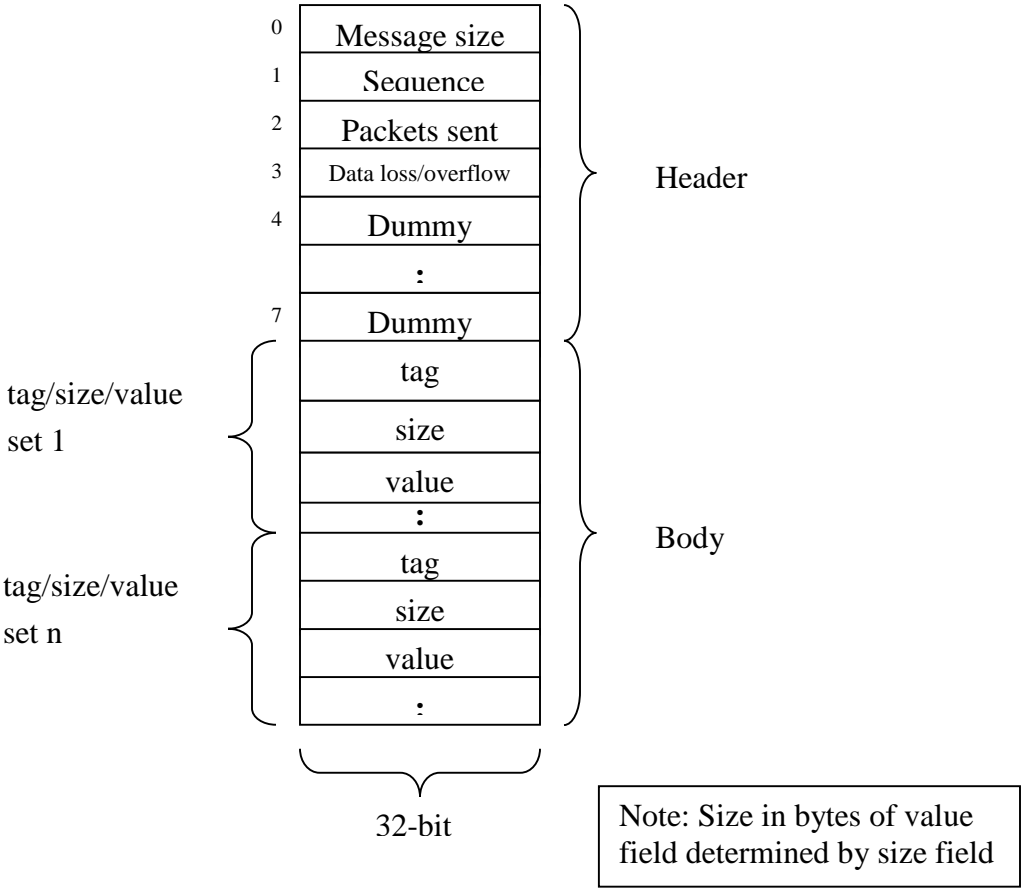 0
Message size
1
Sequence
2
Packets sent
3
Data loss/overflow
4
Dummy
:
7
Dummy
Header
tag/size/value
set 1
tag
size
value
:
Body
tag/size/value
set n
tag
size
value
:
32-bit
Note: Size in bytes of value
field determined by size field